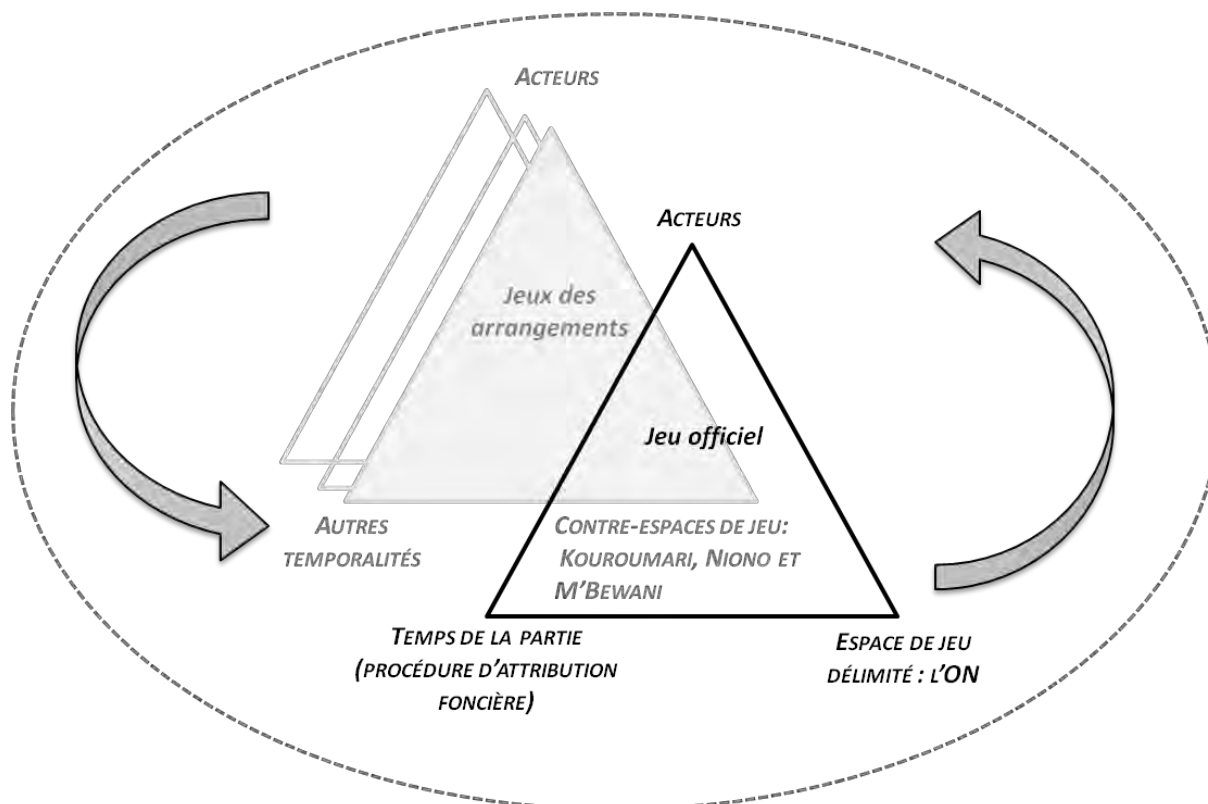 ACTEURS
ACTEURS
Jeux des
arrangements
Jeu officiel
AUTRES
TEMPORALITÉS
CONTRE-ESPACES DE JEU:
KOUROUMARI, NIONO ET
M'BEWANI
TEMPS DE LA PARTIE
(PROCÉDURE D'ATTRIBUTION
FONCIÈRE)
ESPACE DE JEU
DÉLIMITÉ : L'ON